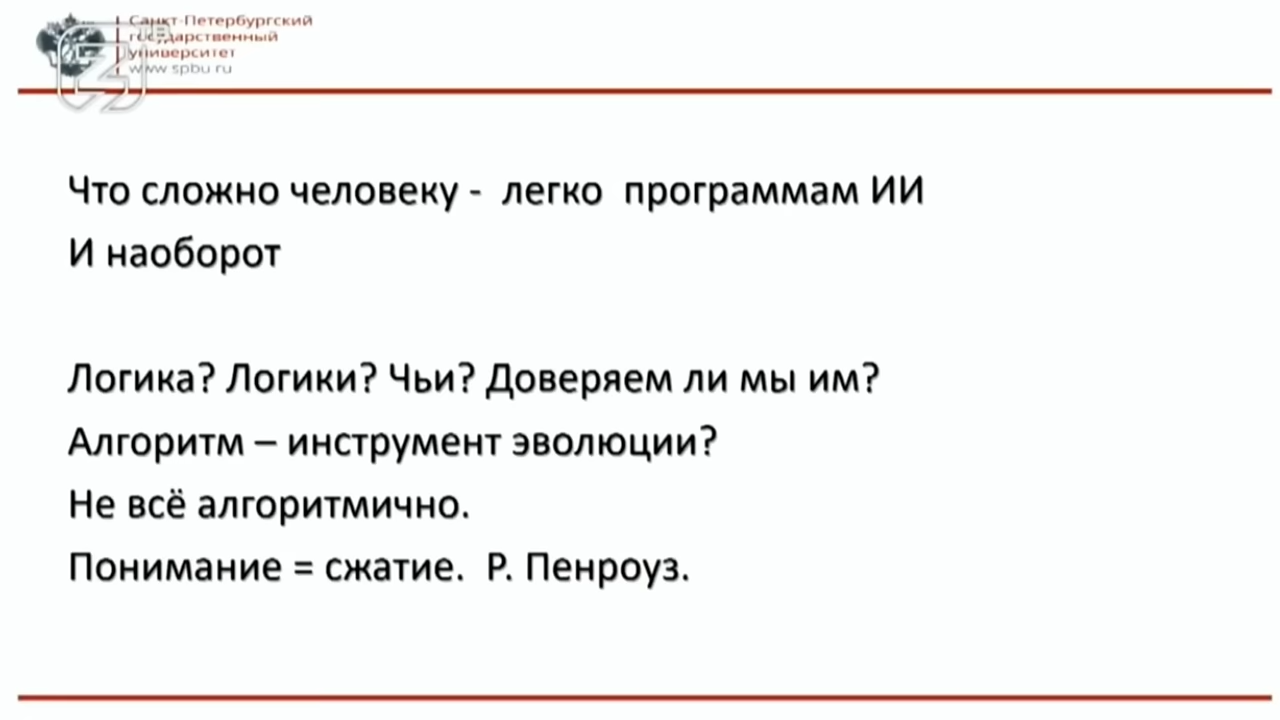 Санкт-Петербургский
государственный
университет
www spbu ru
Что сложно человеку - легко программам ИИ
И наоборот
Логика? Логики? Чьи? Доверяем ли мы им?
Алгоритм – инструмент эволюции?
Не всё алгоритмично.
Понимание = сжатие. Р. Пенроуз.